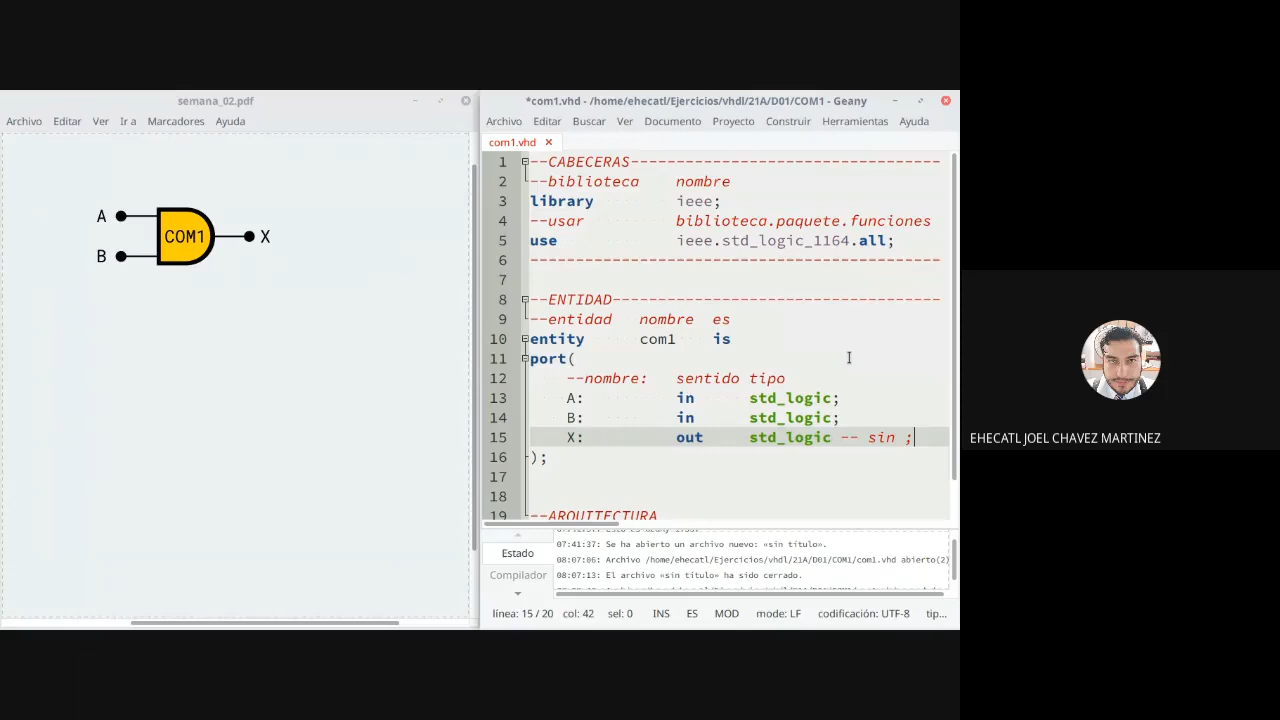 semana_02.pdf
Archivo Editar Ver Ir a Marcadores Ayuda
A
COM1
X
B
*com1.vhd - /home/ehecatl/Ejercicios/vhdl/21A/D01/COM1 - Geany
Archivo Editar Buscar Ver Documento Proyecto Construir Herramientas Ayuda
com1.vhd
1 --CABECERAS----------------------------------
2 --biblioteca nombre
3 library ieee;
4 --usar biblioteca.paquete.funciones
5 use ieee.std_logic_1164.all;
6 ---------------------------------------------
7
8 --ENTIDAD------------------------------------
9 --entidad nombre es
10 entity com1 is
11 port(
12 --nombre: sentido tipo
13 A: in std_logic;
14 B: in std_logic;
15 X: out std_logic -- sin ;
16 );
17
18
19 --ARQUITECTURA
Estado
Compilador
07:41:37: Se ha abierto un archivo nuevo: «sin título».
08:07:06: Archivo /home/ehecatl/Ejercicios/vhdl/21A/D01/COM1/com1.vhd abierto(2)
08:07:13: El archivo «sin título» ha sido cerrado.
línea: 15 / 20 col: 42 sel: 0 INS ES MOD mode: LF codificación: UTF-8 tip...
EHECATL JOEL CHAVEZ MARTINEZ